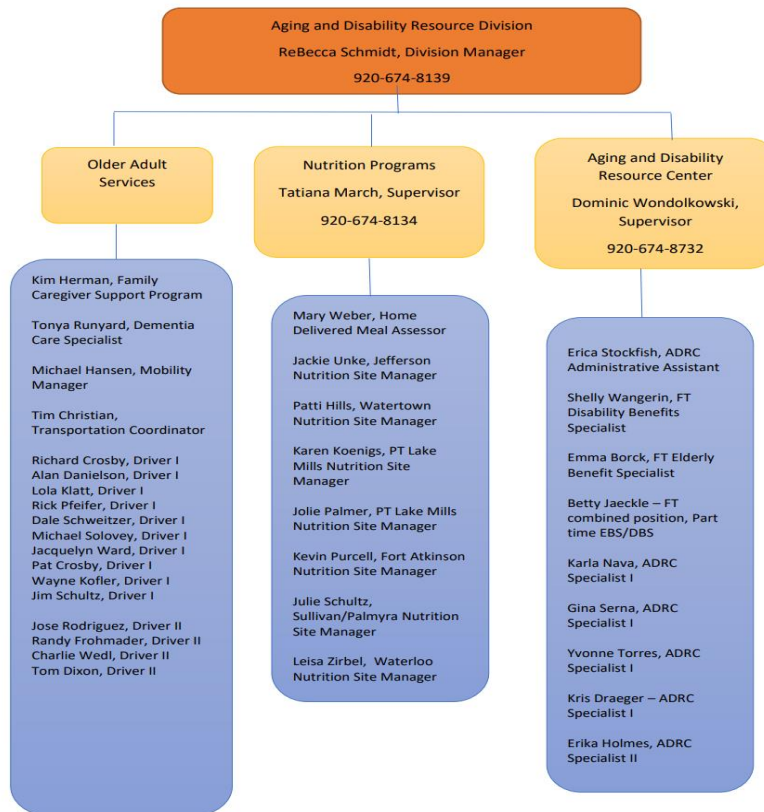 Aging and Disability Resource Division
ReBecca Schmidt, Division Manager
920-674-8139
Older Adult
Services
Nutrition Programs
Tatiana March, Supervisor
920-674-8134
Aging and Disability
Resource Center
Dominic Wondolkowski,
Supervisor
920-674-8732
Kim Herman, Family
Caregiver Support Program
Tonya Runyard, Dementia
Care Specialist
Michael Hansen, Mobility
Manager
Tim Christian,
Transportation Coordinator
Richard Crosby, Driver I
Alan Danielson, Driver I
Lola Klatt, Driver I
Rick Pfeifer, Driver I
Dale Schweitzer, Driver I
Michael Solovey, Driver I
Jacquelyn Ward, Driver I
Pat Crosby, Driver I
Wayne Kofler, Driver I
Jim Schultz, Driver I
Jose Rodriguez, Driver II
Randy Frohmader, Driver II
Charlie Wedl, Driver II
Tom Dixon, Driver II
Mary Weber, Home
Delivered Meal Assessor
Jackie Unke, Jefferson
Nutrition Site Manager
Patti Hills, Watertown
Nutrition Site Manager
Karen Koenigs, PT Lake
Mills Nutrition Site
Manager
Jolie Palmer, PT Lake Mills
Nutrition Site Manager
Kevin Purcell, Fort Atkinson
Nutrition Site Manager
Julie Schultz,
Sullivan/Palmyra Nutrition
Site Manager
Leisa Zirbel, Waterloo
Nutrition Site Manager
Erica Stockfish, ADRC
Administrative Assistant
Shelly Wangerin, FT
Disability Benefits
Specialist
Emma Borck, FT Elderly
Benefit Specialist
Betty Jaeckle – FT
combined position, Part
time EBS/DBS
Karla Nava, ADRC
Specialist I
Gina Serna, ADRC
Specialist I
Yvonne Torres, ADRC
Specialist I
Kris Draeger – ADRC
Specialist I
Erika Holmes, ADRC
Specialist II